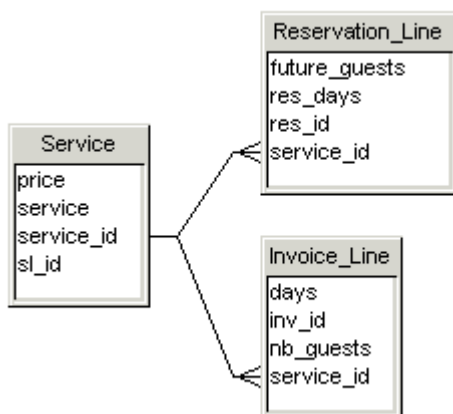 Service
price
service
service_id
sl_id
Reservation_Line
future_guests
res_days
res_id
service_id
Invoice_Line
days
inv_id
nb_guests
service_id